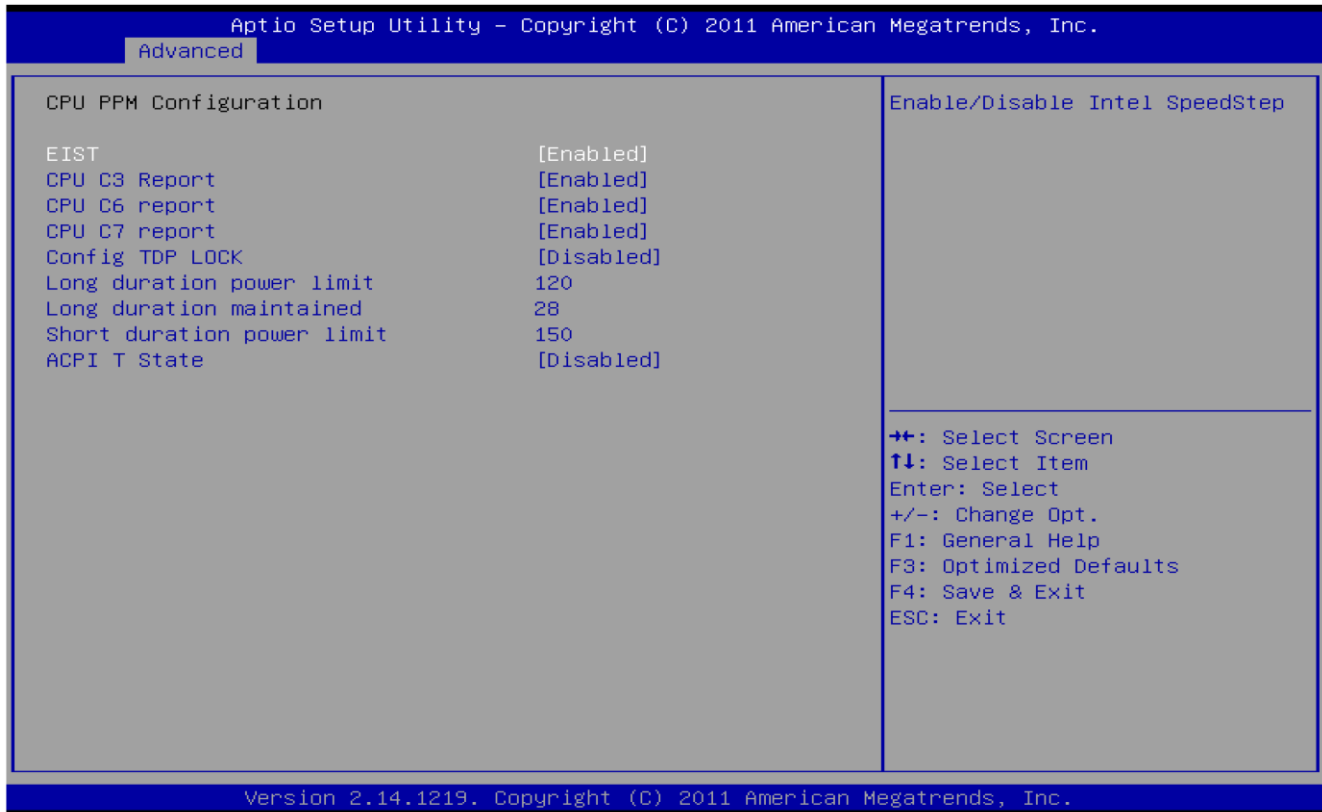 Aptio Setup Utility – Copyright (C) 2011 American Megatrends, Inc.
Advanced
CPU PPM Configuration
EIST [Enabled]
CPU C3 Report [Enabled]
CPU C6 report [Enabled]
CPU C7 report [Enabled]
Config TDP LOCK [Disabled]
Long duration power limit 120
Long duration maintained 28
Short duration power limit 150
ACPI T State [Disabled]
Enable/Disable Intel SpeedStep
→←: Select Screen
↑↓: Select Item
Enter: Select
+/-: Change Opt.
F1: General Help
F3: Optimized Defaults
F4: Save & Exit
ESC: Exit
Version 2.14.1219. Copyright (C) 2011 American Megatrends, Inc.